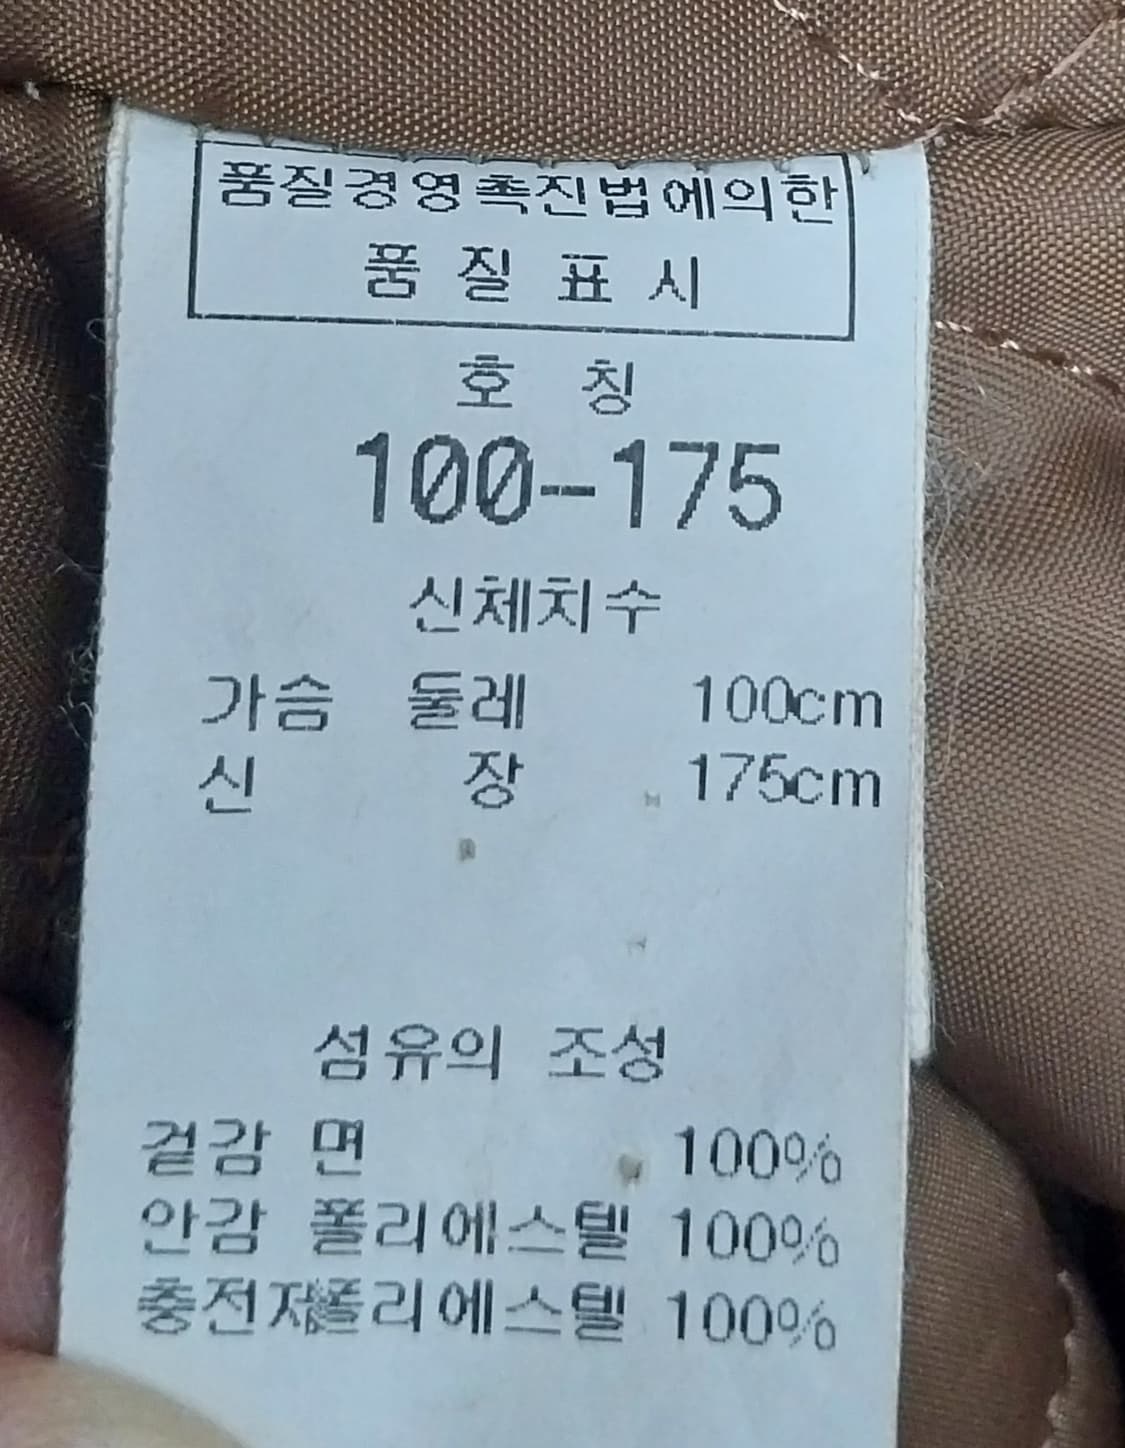 품질경영촉진법에의한
품 질 표 시
호 칭
100-175
신체치수
가슴 둘레 100cm
신 장 175cm
섬유의 조성
겉감 면 100%
안감 폴리에스텔 100%
충전재폴리에스텔 100%